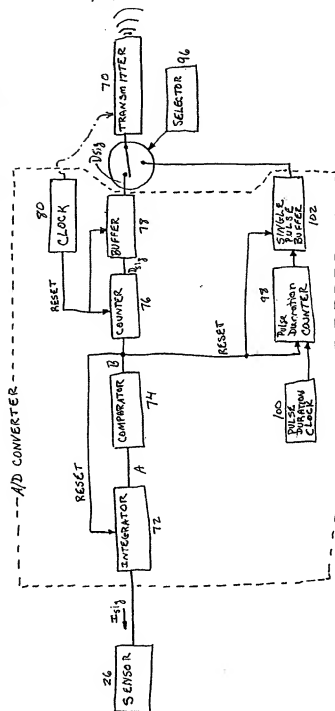 A/D CONVERTER
26
SENSOR
Isig
INTEGRATOR
72
RESET
A
COMPARATOR
74
B
COUNTER
76
Dsig
RESET
80
CLOCK
BUFFER
78
Dsig
70
TRANSMITTER
SELECTOR
96
RESET
100
PULSE
DURATION
CLOCK
98
Pulse
Duration
COUNTER
SINGLE
PULSE
BUFFER
102